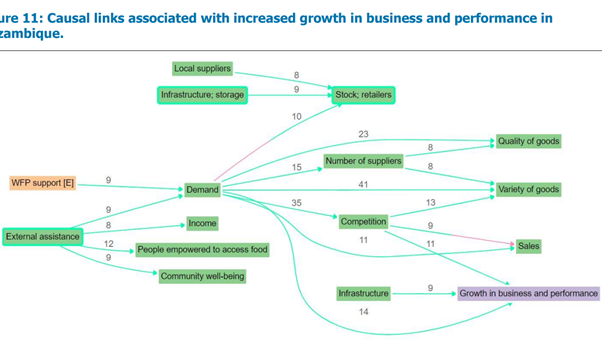 ure 11: Causal links associated with increased growth in business and performance in
zambique.
Local suppliers
8
Infrastructure; storage
9
Stock; retailers
10
23
Quality of goods
Number of suppliers
8
15
8
WFP support [E]
9
Demand
41
Variety of goods
9
35
13
External assistance
8
Income
Competition
9
12
People empowered to access food
11
11
Sales
9
Community well-being
Infrastructure
9
Growth in business and performance
14